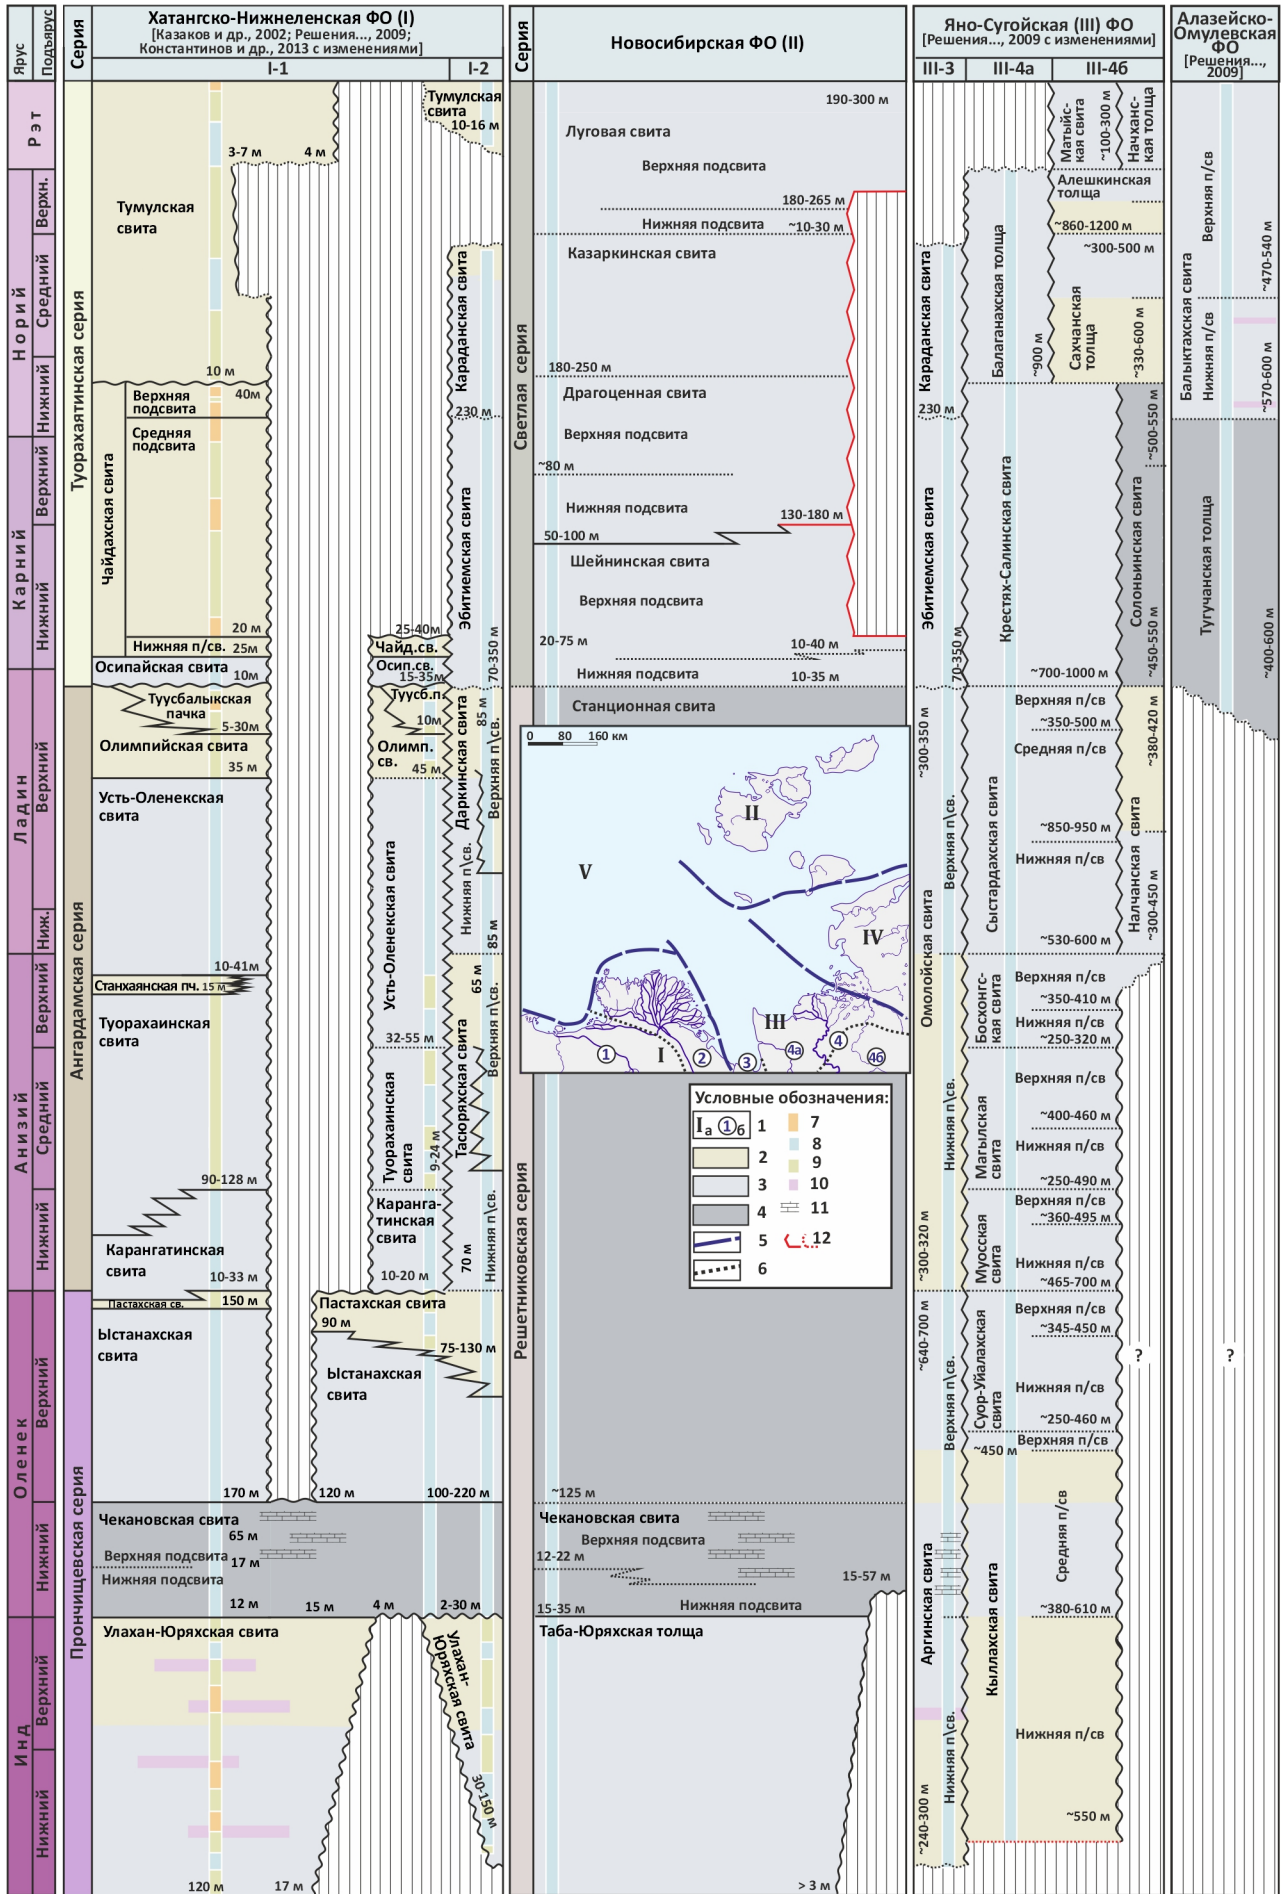 Ярус
Подъярус
Рэт
Норий
Верхн.
Средний
Нижний
Карний
Верхний
Нижний
Ладин
Верхний
Ниж.
Анизий
Верхний
Средний
Нижний
Оленек
Верхний
Нижний
Инд
Верхний
Нижний
Серия
Туорахаятинская серия
Ангардамская серия
Прончищевская серия
Хатангско-Нижнеленская ФО (I)
[Казаков и др., 2002; Решения..., 2009;
Константинов и др., 2013 с изменениями]
I-1
I-2
3-7 м
4 м
Тумулская
свита
10 м
Верхняя
подсвита
40м
Средняя
подсвита
Чайдахская свита
20 м
Нижняя п/св.
25м
Осипайская свита
10м
Туусбалыкская
пачка
5-30м
Олимпийская свита
35 м
Усть-Оленекская
свита
10-41м
Станхаянская пч.
15 м
Туорахаинская
свита
90-128 м
Карангатинская
свита
10-33 м
Пастахская св.
150 м
Ыстанахская
свита
170 м
Чекановская свита
65 м
Верхняя подсвита
17 м
Нижняя подсвита
12 м
15 м
4 м
2-30 м
Улахан-Юряхская свита
120 м
17 м
Тумулская
свита
10-16 м
Караданская свита
230 м
Эбитиемская свита
70-350 м
25-40м
Чайд.св.
Осип.св.
15-35м
Туусб.п.
10м
Олимп.
св.
45 м
Усть-Оленекская свита
32-55 м
Туорахаинская
свита
9-24 м
Каранга-
тинская
свита
10-20 м
Даркинская свита
85 м
Верхняя п\св.
Нижняя п\св.
85 м
65 м
Тасюряхская свита
Верхняя п\св.
70 м
Нижняя п\св.
Пастахская свита
90 м
75-130 м
Ыстанахская
свита
120 м
100-220 м
Улахан-
Юряхская свита
30-150 м
Серия
Светлая серия
Решетниковская серия
Новосибирская ФО (II)
190-300 м
Луговая свита
Верхняя подсвита
180-265 м
Нижняя подсвита
~10-30 м
Казаркинская свита
180-250 м
Драгоценная свита
Верхняя подсвита
~80 м
Нижняя подсвита
130-180 м
50-100 м
Шейнинская свита
Верхняя подсвита
20-75 м
10-40 м
Нижняя подсвита
10-35 м
Станционная свита
0 80 160 км
II
V
IV
III
I
1
2
3
4а
4
4б
Условные обозначения:
Iа 1б 1
2
3
4
5
6
7
8
9
10
11
12
~125 м
Чекановская свита
Верхняя подсвита
12-22 м
15-57 м
15-35 м
Нижняя подсвита
Таба-Юряхская толща
> 3 м
Яно-Сугойская (III) ФО
[Решения..., 2009 с изменениями]
III-3
III-4а
III-4б
Караданская свита
230 м
Эбитиемская свита
70-350 м
~300-350 м
Верхняя п\св.
Омолойская свита
Нижняя п\св.
~300-320 м
~640-700 м
Верхняя п\св.
Аргинская свита
Нижняя п\св.
~240-300 м
Балаганахская толща
~900 м
Крестях-Салинская свита
~700-1000 м
Верхняя п/св
~350-500 м
Средняя п/св
~850-950 м
Сыстардахская свита
Нижняя п/св
~530-600 м
Босхонгс-
кая свита
Верхняя п/св
~350-410 м
Нижняя п/св
~250-320 м
Магылская
свита
Верхняя п/св
~400-460 м
Нижняя п/св
~250-490 м
Муосская
свита
Верхняя п/св
~360-495 м
Нижняя п/св
~465-700 м
Суор-Уйалахская
свита
Верхняя п/св
~345-450 м
Нижняя п/св
~250-460 м
~450 м
Верхняя п/св
Кыллахская свита
Средняя п/св
~380-610 м
Нижняя п/св
~550 м
Матыйс-
кая свита
~100-300 м
Начханс-
кая толща
Алешкинская
толща
~860-1200 м
~300-500 м
Сахчанская
толща
~330-600 м
~500-550 м
Солоньинская свита
~450-550 м
~380-420 м
Налчанская свита
~300-450 м
?
Алазейско-
Омулевская
ФО
[Решения...,
2009]
Верхняя п/св
~470-540 м
Балыктахская свита
Нижняя п/св
~570-600 м
Тугучанская толща
~400-600 м
?